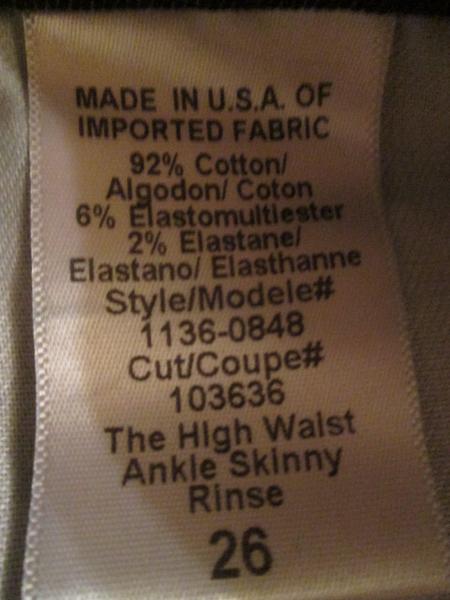 MADE IN U.S.A. OF
IMPORTED FABRIC
92% Cotton/
Algodon/ Coton
6% Elastomultiester
2% Elastane/
Elastano/ Elasthanne
Style/Modele#
1136-0848
Cut/Coupe#
103636
The High Waist
Ankle Skinny
Rinse
26